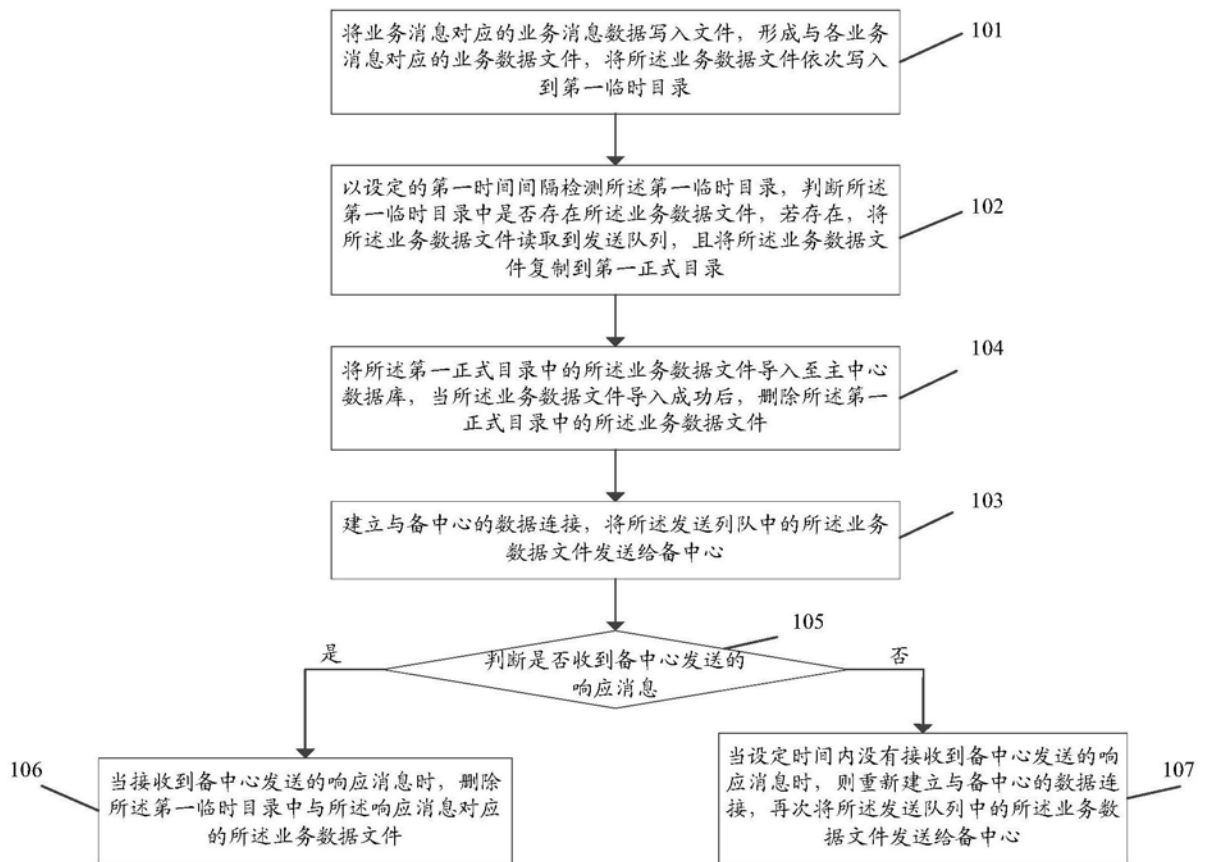 将业务消息对应的业务消息数据写入文件，形成与各业务
消息对应的业务数据文件，将所述业务数据文件依次写入
到第一临时目录
101
以设定的第一时间间隔检测所述第一临时目录，判断所述
第一临时目录中是否存在所述业务数据文件，若存在，将
所述业务数据文件读取到发送队列，且将所述业务数据文
件复制到第一正式目录
102
将所述第一正式目录中的所述业务数据文件导入至主中心
数据库，当所述业务数据文件导入成功后，删除所述第一
正式目录中的所述业务数据文件
104
建立与备中心的数据连接，将所述发送列队中的所述业务
数据文件发送给备中心
103
105
判断是否收到备中心发送的
响应消息
是
否
106
当接收到备中心发送的响应消息时，删除
所述第一临时目录中与所述响应消息对应
的所述业务数据文件
当设定时间内没有接收到备中心发送的响
应消息时，则重新建立与备中心的数据连
接，再次将所述发送队列中的所述业务数
据文件发送给备中心
107